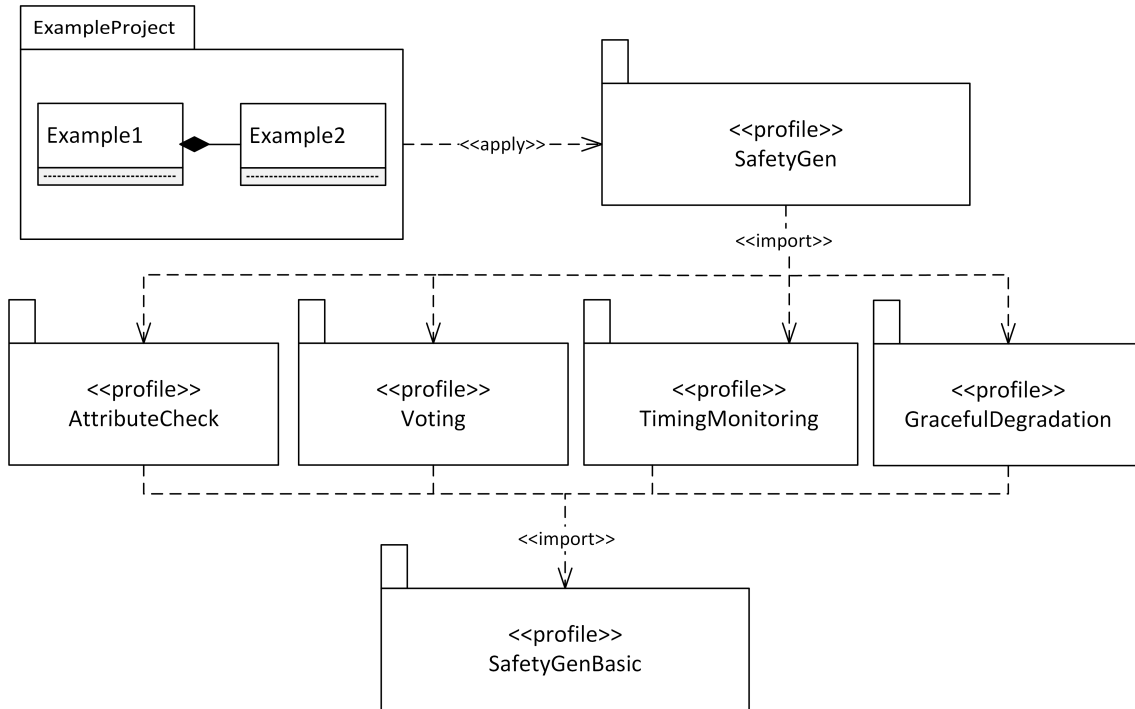 ExampleProject
Example1
Example2
<<apply>>
<<profile>>
SafetyGen
<<import>>
<<profile>>
AttributeCheck
<<profile>>
Voting
<<profile>>
TimingMonitoring
<<profile>>
GracefulDegradation
<<import>>
<<profile>>
SafetyGenBasic